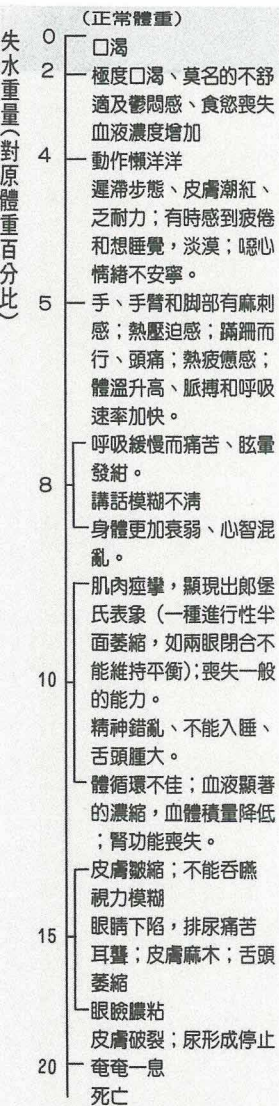 (正常體重)
失水重量(對原體重百分比)
0
口渴
2
極度口渴、莫名的不舒
適及鬱悶感、食慾喪失
血液濃度增加
4
動作懶洋洋
遲滯步態、皮膚潮紅、
乏耐力;有時感到疲倦
和想睡覺,淡漠;噁心
情緒不安寧。
5
手、手臂和脚部有麻刺
感;熱壓迫感;蹣跚而
行、頭痛;熱疲憊感;
體溫升高、脈搏和呼吸
速率加快。
呼吸緩慢而痛苦、眩暈
發紺。
8
講話模糊不清
身體更加衰弱、心智混
亂。
肌肉痙攣,顯現出郎堡
氏表象(一種進行性半
面萎縮,如兩眼閉合不
能維持平衡);喪失一般
10
的能力。
精神錯亂、不能入睡、
舌頭腫大。
體循環不佳;血液顯著
的濃縮,血體積量降低
;腎功能喪失。
皮膚皺縮;不能吞嚥
視力模糊
眼睛下陷,排尿痛苦
15
耳聾;皮膚麻木;舌頭
萎縮
眼瞼膿粘
皮膚破裂;尿形成停止
20
奄奄一息
死亡